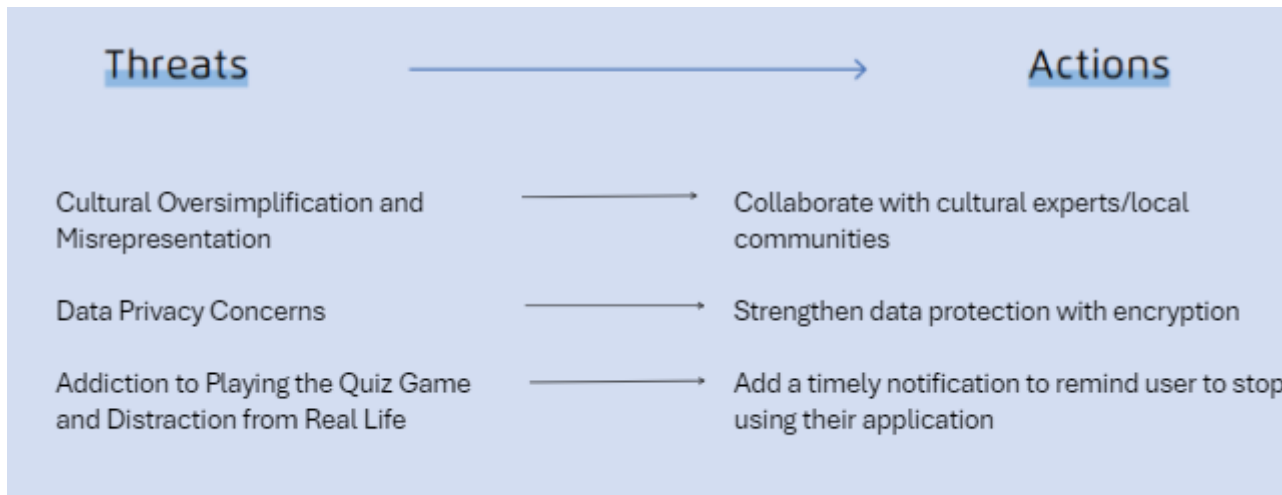 Threats
Actions
Cultural Oversimplification and
Misrepresentation
Collaborate with cultural experts/local
communities
Data Privacy Concerns
Strengthen data protection with encryption
Addiction to Playing the Quiz Game
and Distraction from Real Life
Add a timely notification to remind user to stop
using their application